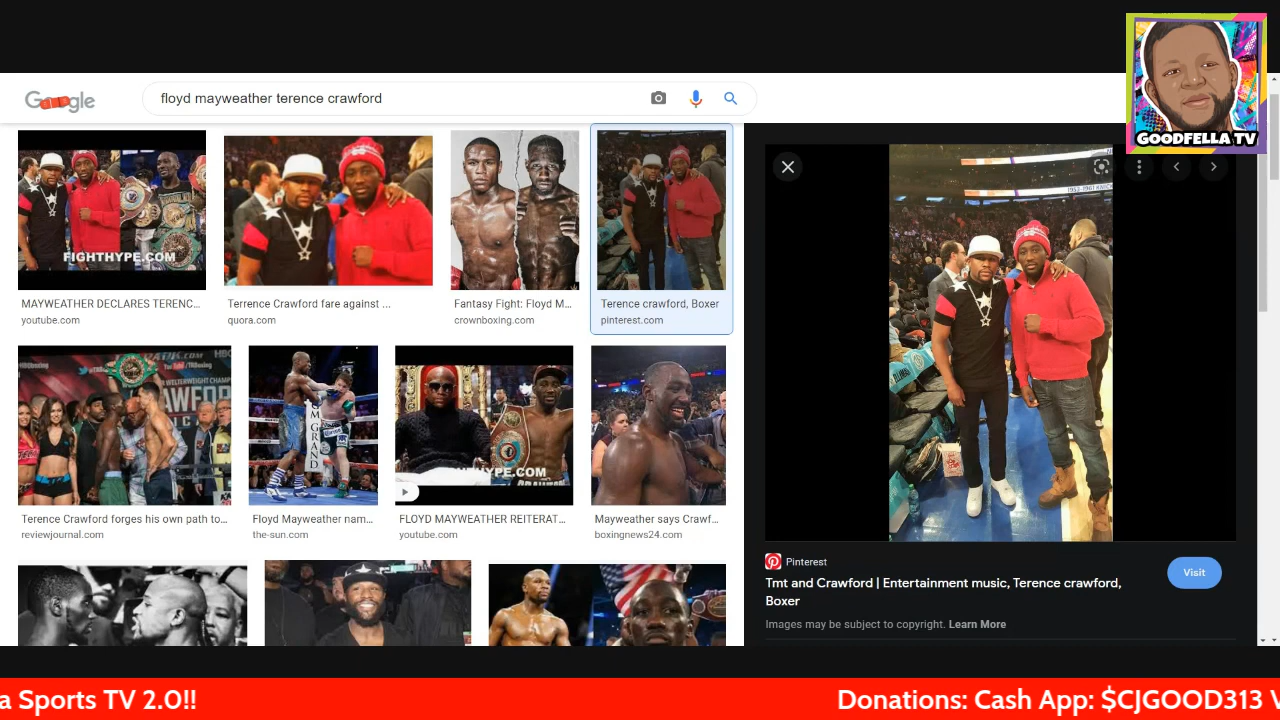 GOODFELLA TV
Google
floyd mayweather terence crawford
FIGHTHYPE.COM
MAYWEATHER DECLARES TERENC...
youtube.com
Terrence Crawford fare against ...
quora.com
Fantasy Fight: Floyd M...
crownboxing.com
Terence crawford, Boxer
pinterest.com
Terence Crawford forges his own path to...
reviewjournal.com
MGM GRAND
Floyd Mayweather nam...
the-sun.com
FLOYD MAYWEATHER REITERAT...
youtube.com
Mayweather says Crawf...
boxingnews24.com
Pinterest
Tmt and Crawford | Entertainment music, Terence crawford,
Boxer
Visit
Images may be subject to copyright. Learn More
a Sports TV 2.0!!
Donations: Cash App: $CJGOOD313 V